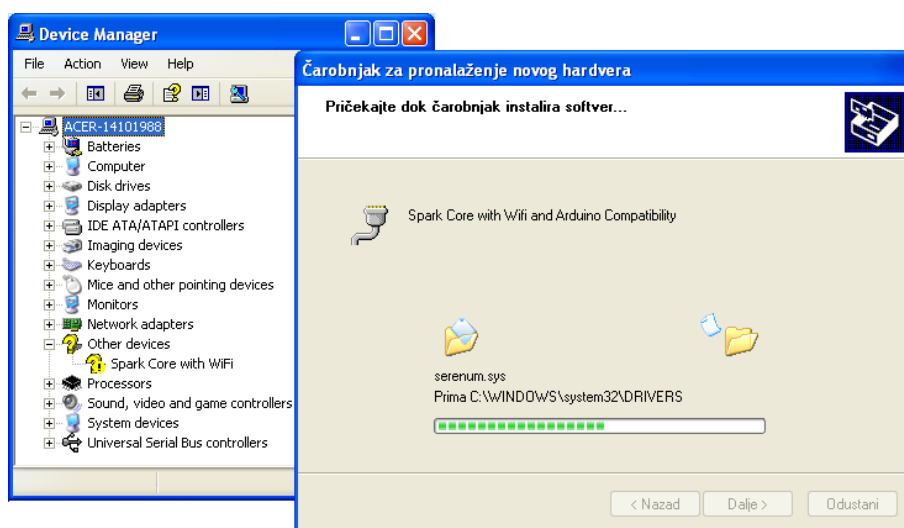 Device Manager
File Action View Help
ACER-14101988
Batteries
Computer
Disk drives
Display adapters
IDE ATA/ATAPI controllers
Imaging devices
Keyboards
Mice and other pointing devices
Monitors
Network adapters
Other devices
Spark Core with WiFi
Processors
Sound, video and game controllers
System devices
Universal Serial Bus controllers
Čarobnjak za pronalaženje novog hardvera
Pričekajte dok čarobnjak instalira softver...
Spark Core with Wifi and Arduino Compatibility
serenum.sys
Prima C:\WINDOWS\system32\DRIVERS
< Nazad Dalje > Odustani